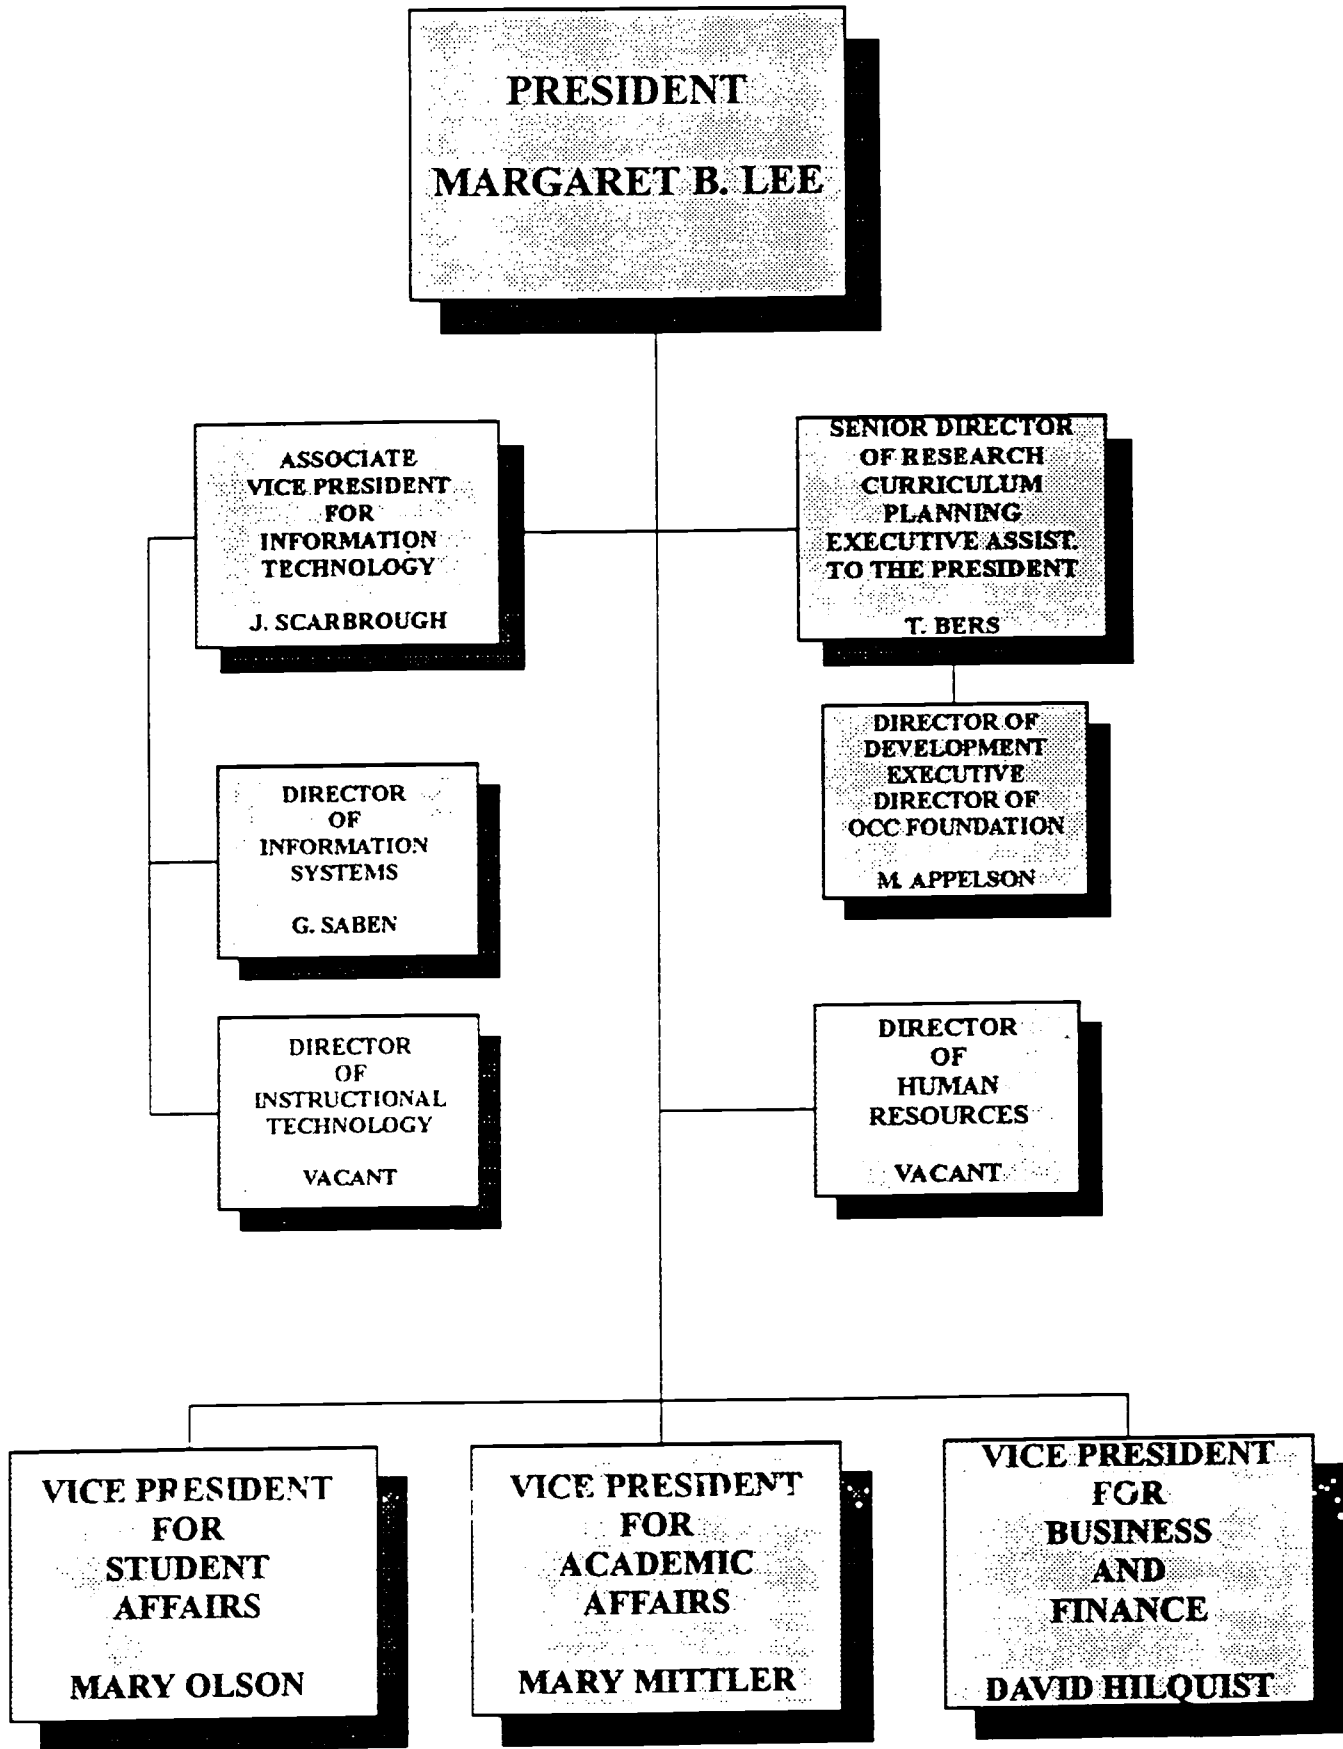 PRESIDENT
MARGARET B. LEE
ASSOCIATE
VICE PRESIDENT
FOR
INFORMATION
TECHNOLOGY
J. SCARBROUGH
SENIOR DIRECTOR
OF RESEARCH
CURRICULUM
PLANNING
EXECUTIVE ASSIST.
TO THE PRESIDENT
T. BERS
DIRECTOR OF
DEVELOPMENT
EXECUTIVE
DIRECTOR OF
OCC FOUNDATION
M. APPELSON
DIRECTOR
OF
INFORMATION
SYSTEMS
G. SABEN
DIRECTOR
OF
INSTRUCTIONAL
TECHNOLOGY
VACANT
DIRECTOR
OF
HUMAN
RESOURCES
VACANT
VICE PRESIDENT
FOR
STUDENT
AFFAIRS
MARY OLSON
VICE PRESIDENT
FOR
ACADEMIC
AFFAIRS
MARY MITTLER
VICE PRESIDENT
FOR
BUSINESS
AND
FINANCE
DAVID HILQUIST